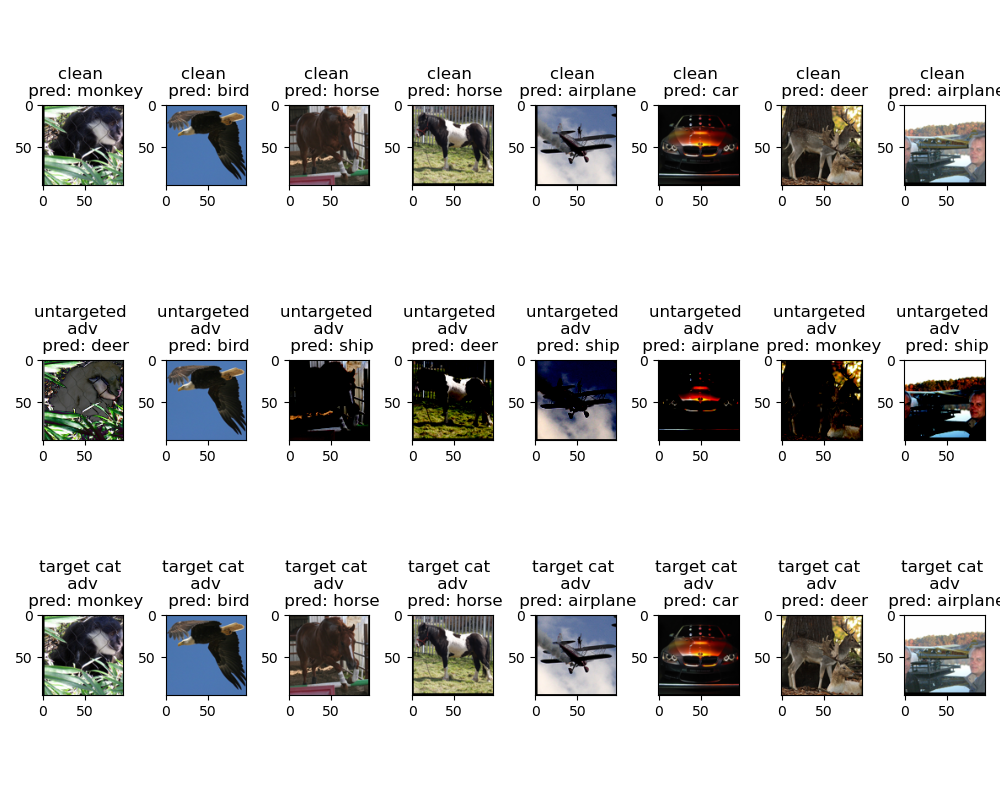 clean
pred: monkey
clean
pred: bird
clean
pred: horse
clean
pred: horse
clean
pred: airplane
clean
pred: car
clean
pred: deer
clean
pred: airplane
0
50
0 50
0
50
0 50
0
50
0 50
0
50
0 50
0
50
0 50
0
50
0 50
0
50
0 50
0
50
0 50
untargeted
adv
pred: deer
untargeted
adv
pred: bird
untargeted
adv
pred: ship
untargeted
adv
pred: deer
untargeted
adv
pred: ship
untargeted
adv
pred: airplane
untargeted
adv
pred: monkey
untargeted
adv
pred: ship
0
50
0 50
0
50
0 50
0
50
0 50
0
50
0 50
0
50
0 50
0
50
0 50
0
50
0 50
0
50
0 50
target cat
adv
pred: monkey
target cat
adv
pred: bird
target cat
adv
pred: horse
target cat
adv
pred: horse
target cat
adv
pred: airplane
target cat
adv
pred: car
target cat
adv
pred: deer
target cat
adv
pred: airplane
0
50
0 50
0
50
0 50
0
50
0 50
0
50
0 50
0
50
0 50
0
50
0 50
0
50
0 50
0
50
0 50